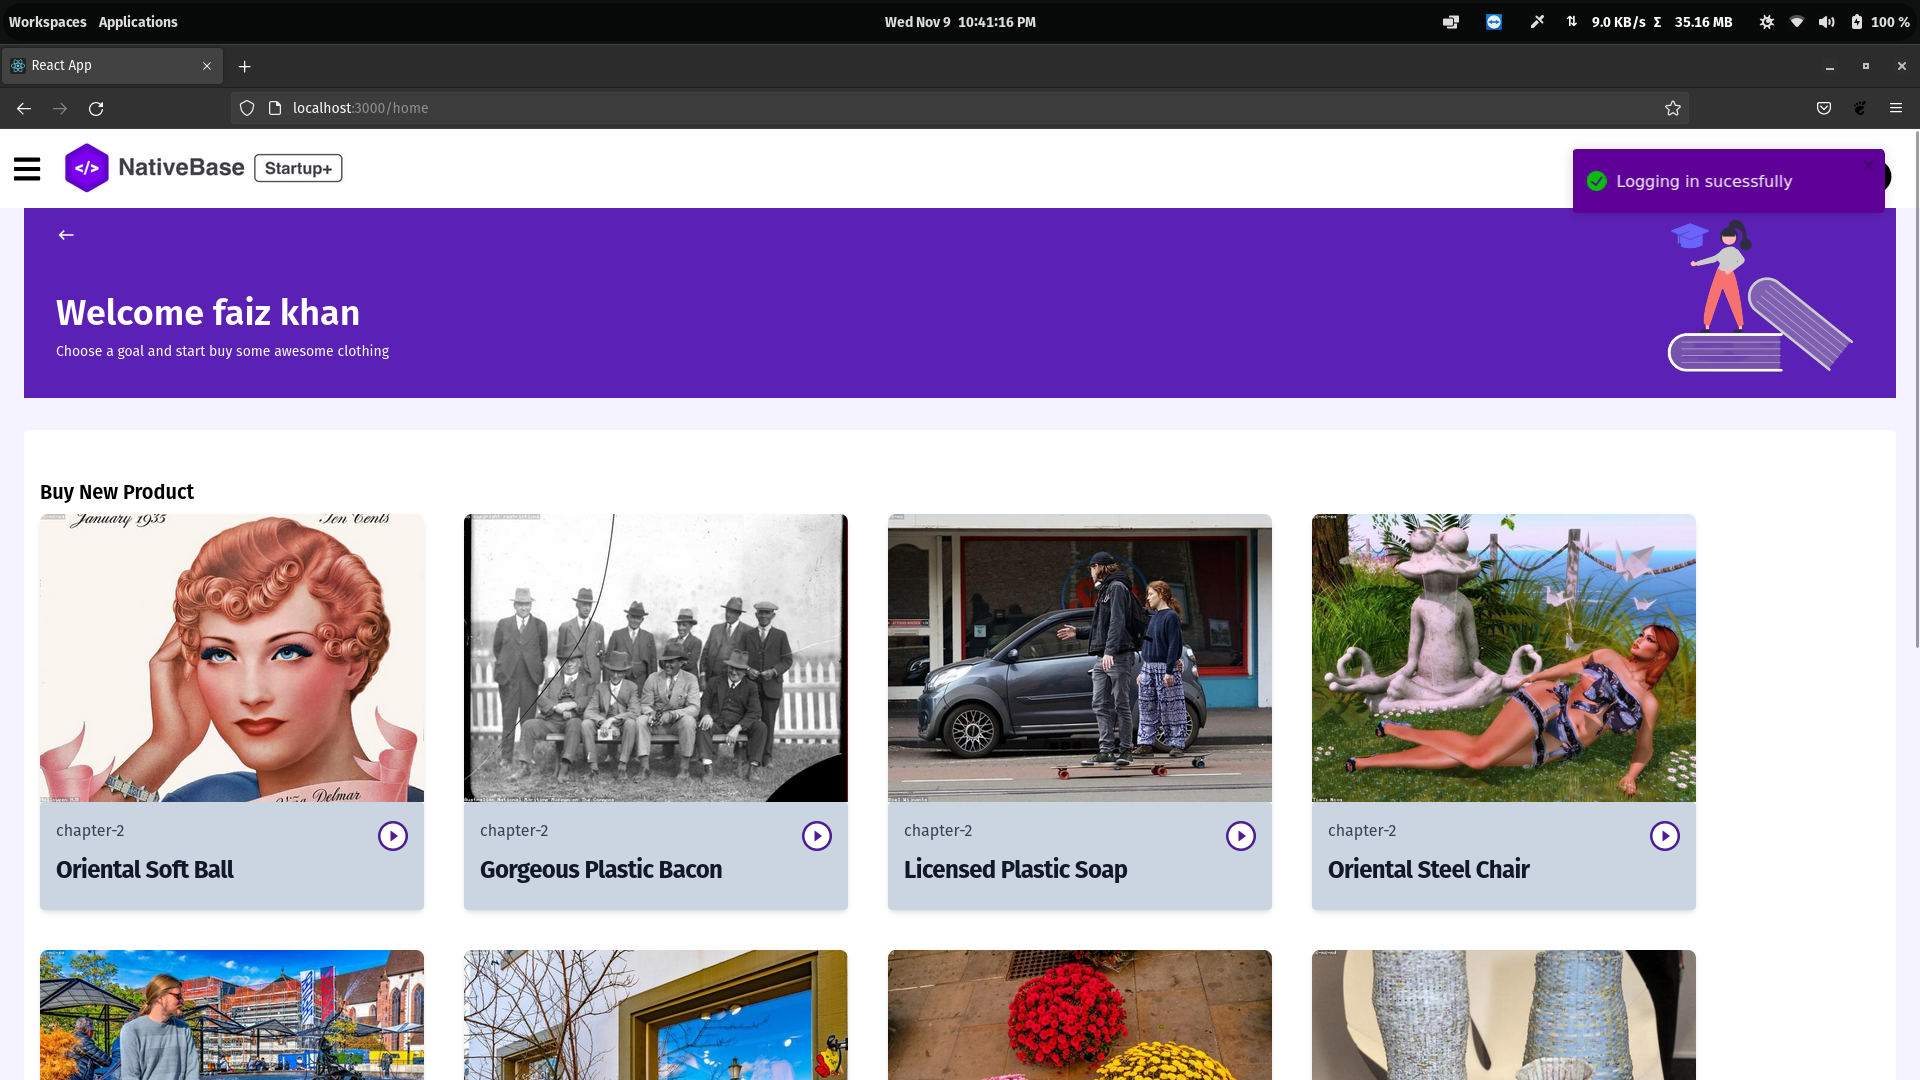 Workspaces Applications
Wed Nov 9 10:41:16 PM
9.0 KB/s Σ 35.16 MB
100 %
React App
localhost:3000/home
</> NativeBase Startup+
Logging in sucessfully
Welcome faiz khan
Choose a goal and start buy some awesome clothing
Buy New Product
January 1935 Ten Cents
Viña Delmar
chapter-2
Oriental Soft Ball
chapter-2
Gorgeous Plastic Bacon
chapter-2
Licensed Plastic Soap
chapter-2
Oriental Steel Chair